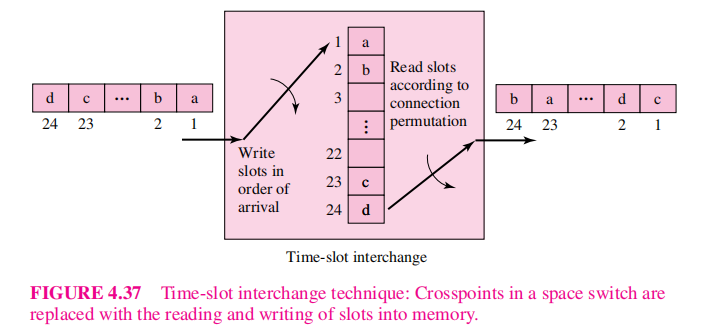 1 a
2 b
3
⋮
22
23 c
24 d
d c ... b a
24 23 2 1
Write
slots in
order of
arrival
Read slots
according to
connection
permutation
b a ... d c
24 23 2 1
Time-slot interchange
FIGURE 4.37 Time-slot interchange technique: Crosspoints in a space switch are
replaced with the reading and writing of slots into memory.